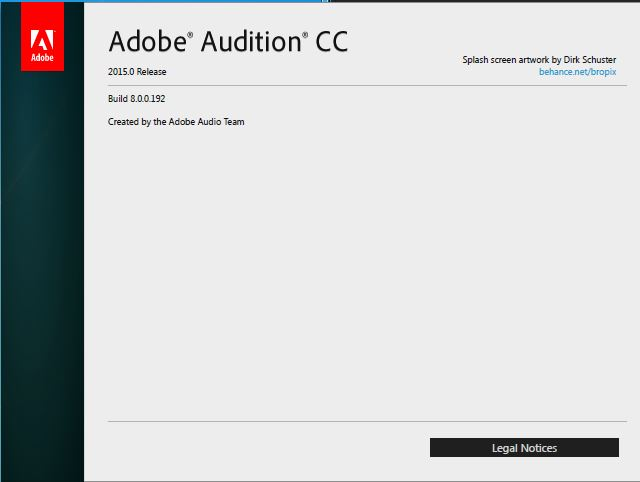 Adobe
Adobe® Audition® CC
Splash screen artwork by Dirk Schuster
2015.0 Release
behance.net/bropix
Build 8.0.0.192
Created by the Adobe Audio Team
Legal Notices